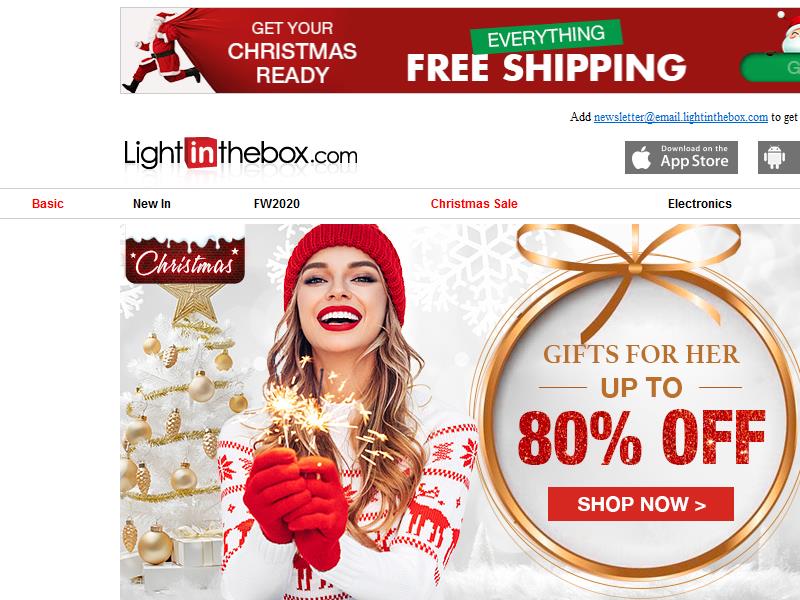 GET YOUR
CHRISTMAS
READY
EVERYTHING
FREE SHIPPING
G
Add newsletter@email.lightinthebox.com to get
Lightinthebox.com
Download on the
App Store
Basic
New In
FW2020
Christmas Sale
Electronics
Christmas
GIFTS FOR HER
UP TO
80% OFF
SHOP NOW >